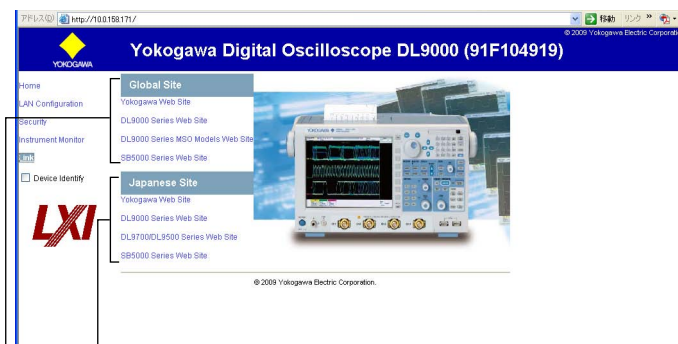 アドレス(D) http://10.0.158.171/ 移動 リンク »
© 2009 Yokogawa Electric Corporati
YOKOGAWA
Yokogawa Digital Oscilloscope DL9000 (91F104919)
Home
LAN Configuration
Security
Instrument Monitor
Link
Device Identify
LXI
Global Site
Yokogawa Web Site
DL9000 Series Web Site
DL9000 Series MSO Models Web Site
SB5000 Series Web Site
Japanese Site
Yokogawa Web Site
DL9000 Series Web Site
DL9700/DL9500 Series Web Site
SB5000 Series Web Site
YOKOGAWA
© 2009 Yokogawa Electric Corporation.